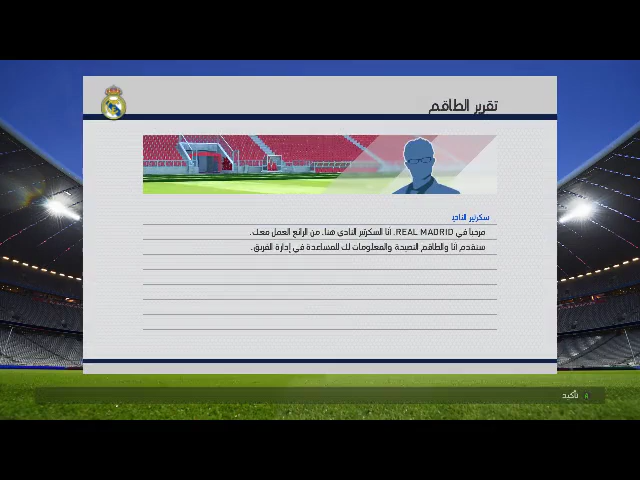 تقرير الطاقم
سكرتير النادي
مرحبا في REAL MADRID. أنا السكرتير النادي هنا. من الرائع العمل معك.
سنقدم أنا والطاقم النصيحة والمعلومات لك للمساعدة في إدارة الفريق.
A تأكيد